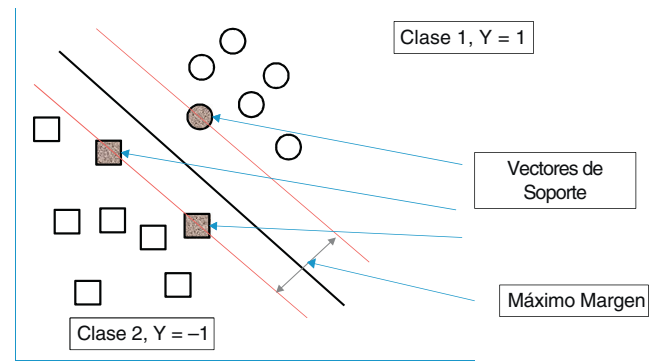 Clase 1, Y = 1
Vectores de
Soporte
Máximo Margen
Clase 2, Y = –1